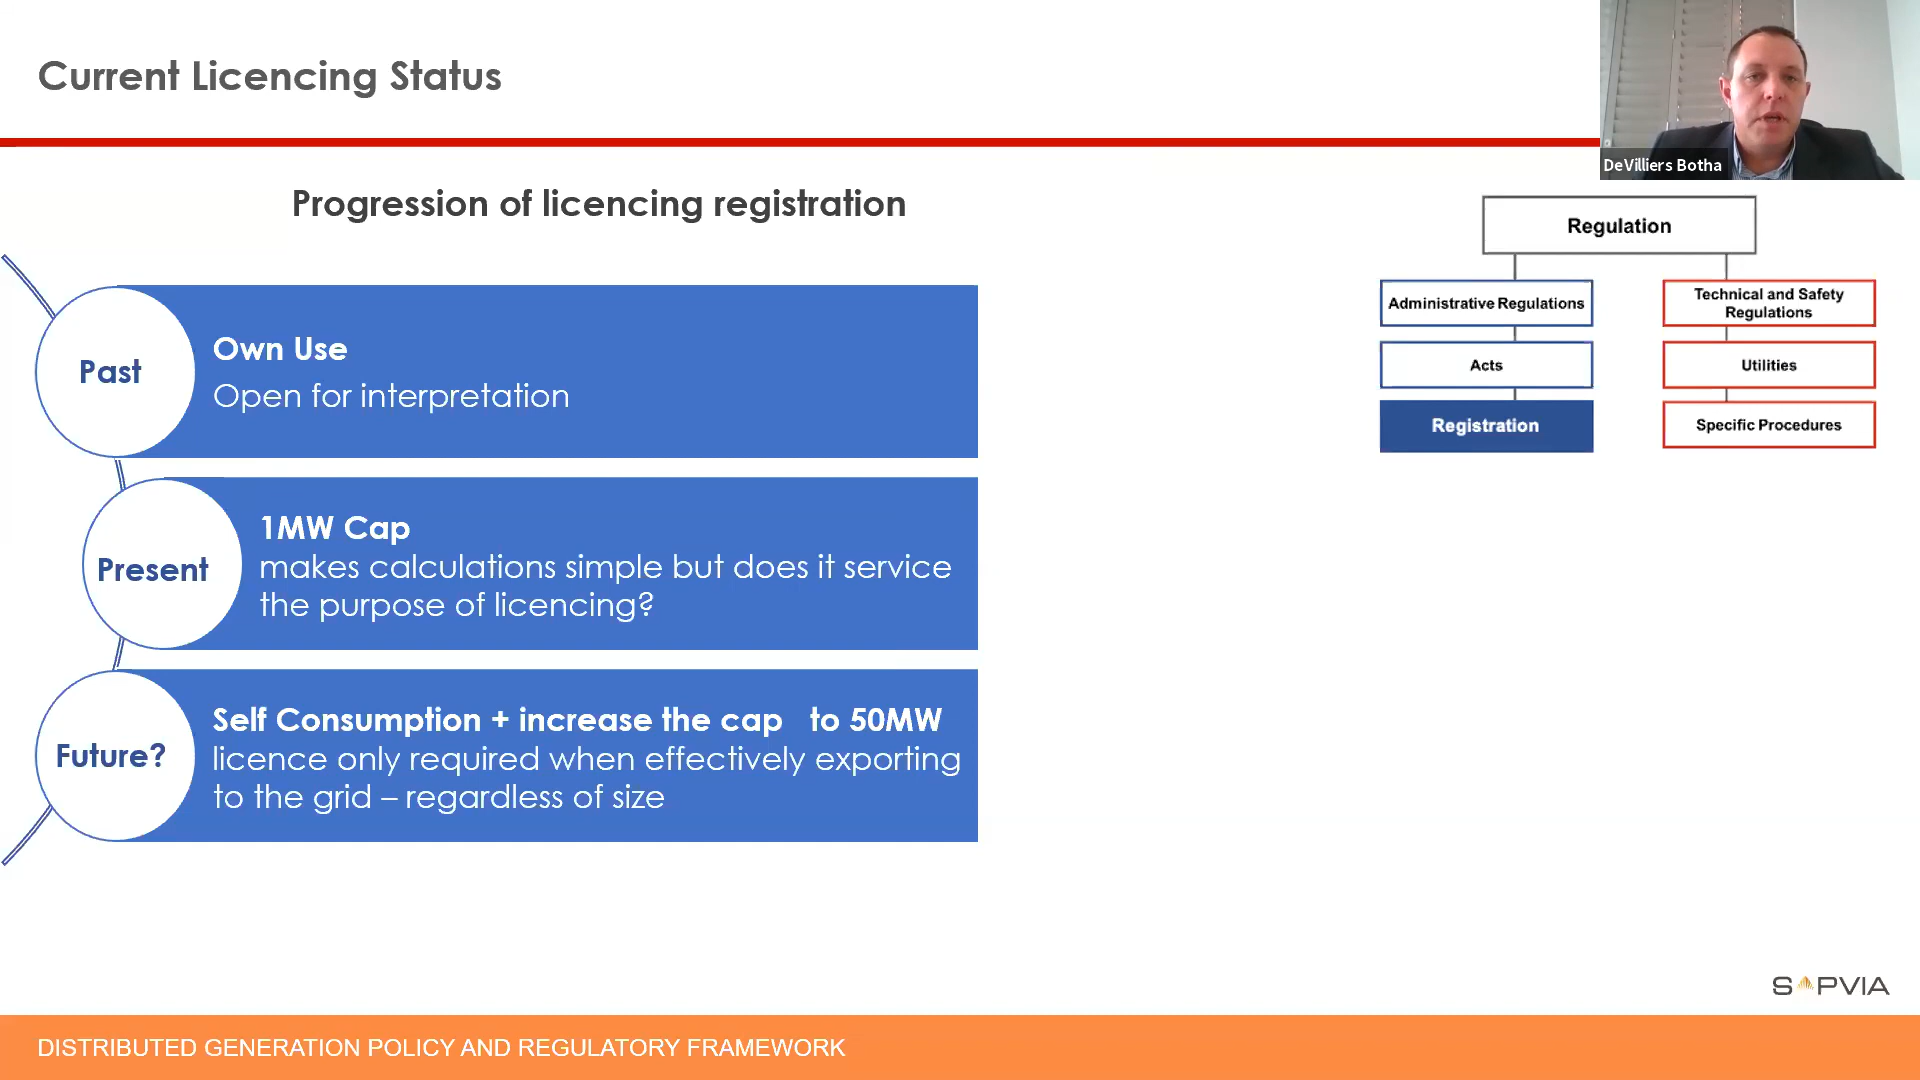 Current Licencing Status
DeVilliers Botha
Progression of licencing registration
Past
Own Use
Open for interpretation
Present
1MW Cap
makes calculations simple but does it service
the purpose of licencing?
Future?
Self Consumption + increase the cap to 50MW
licence only required when effectively exporting
to the grid – regardless of size
Regulation
Administrative Regulations
Acts
Registration
Technical and Safety
Regulations
Utilities
Specific Procedures
SAPVIA
DISTRIBUTED GENERATION POLICY AND REGULATORY FRAMEWORK